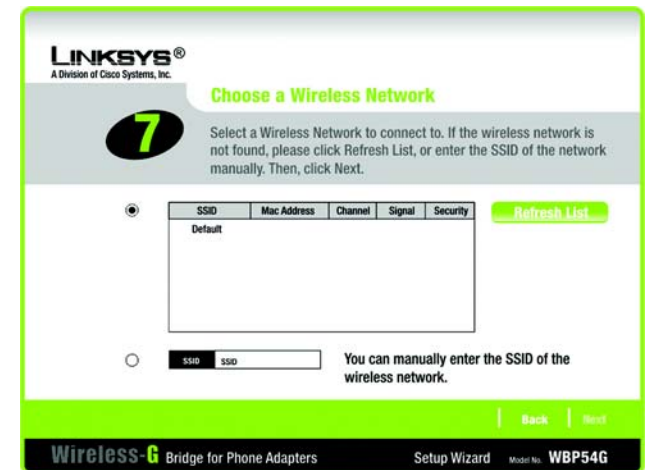 LINKSYS®
A Division of Cisco Systems, Inc.
Choose a Wireless Network
7
Select a Wireless Network to connect to. If the wireless network is
not found, please click Refresh List, or enter the SSID of the network
manually. Then, click Next.
SSID Mac Address Channel Signal Security
Refresh List
Default
SSID SSID
You can manually enter the SSID of the
wireless network.
Back Next
Wireless-G Bridge for Phone Adapters Setup Wizard Model No. WBP54G